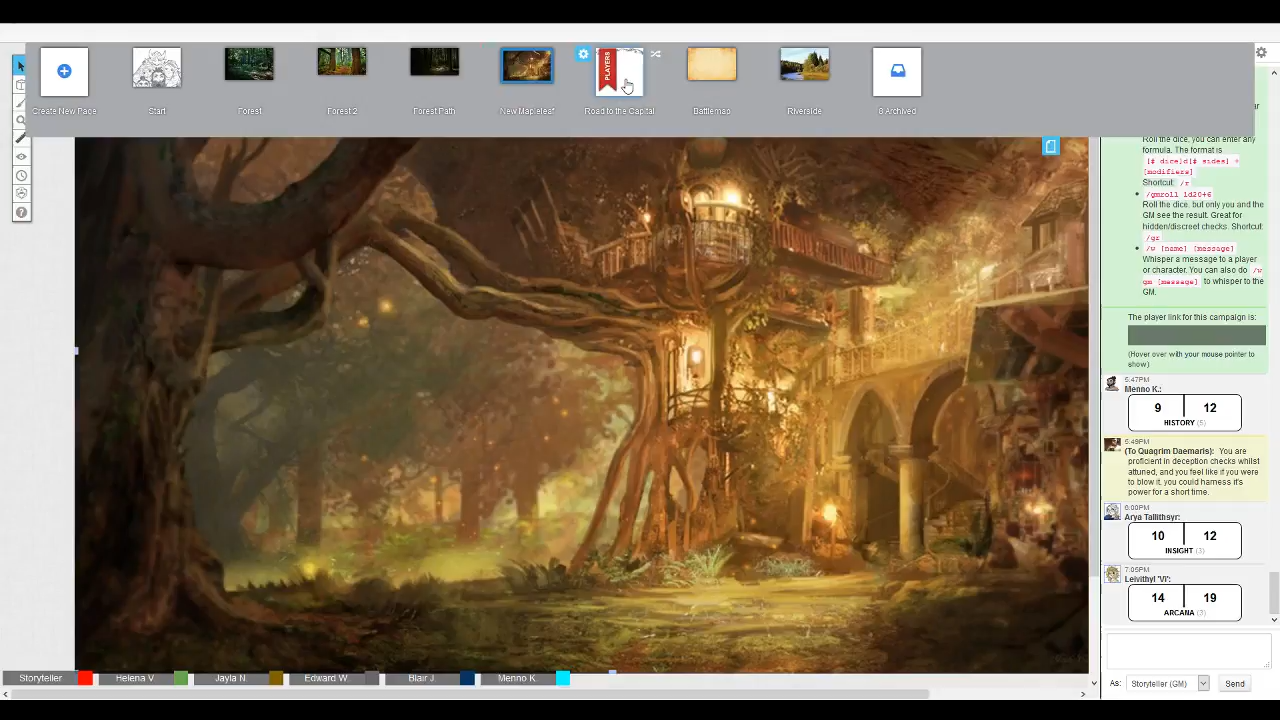 PLAYERS
Create New Page
Start
Forest
Forest 2
Forest Path
New Mapleleaf
Road to the Capital
Battlemap
Riverside
8 Archived
Roll the dice, you can enter any
formula. The format is
[# dice]d[# sides] +
[modifiers]
Shortcut: /r
/gmroll 1d20+6
Roll the dice, but only you and the
GM see the result. Great for
hidden/discreet checks. Shortcut:
/gr
/w [name] [message]
Whisper a message to a player
or character. You can also do /w
gm [message] to whisper to the
GM.
The player link for this campaign is:
(Hover over with your mouse pointer to
show)
5:47PM
Menno K.:
9 12
HISTORY (5)
5:49PM
(To Quagrim Daemaris): You are
proficient in deception checks whilst
attuned, and you feel like if you were
to blow it, you could harness it's
power for a short time.
6:00PM
Arya Tallithsyr:
10 12
INSIGHT (3)
7:05PM
Leivithyl 'Vi':
14 19
ARCANA (3)
As: Storyteller (GM) Send
Storyteller
Helena V.
Jayla N.
Edward W.
Blair J.
Menno K.